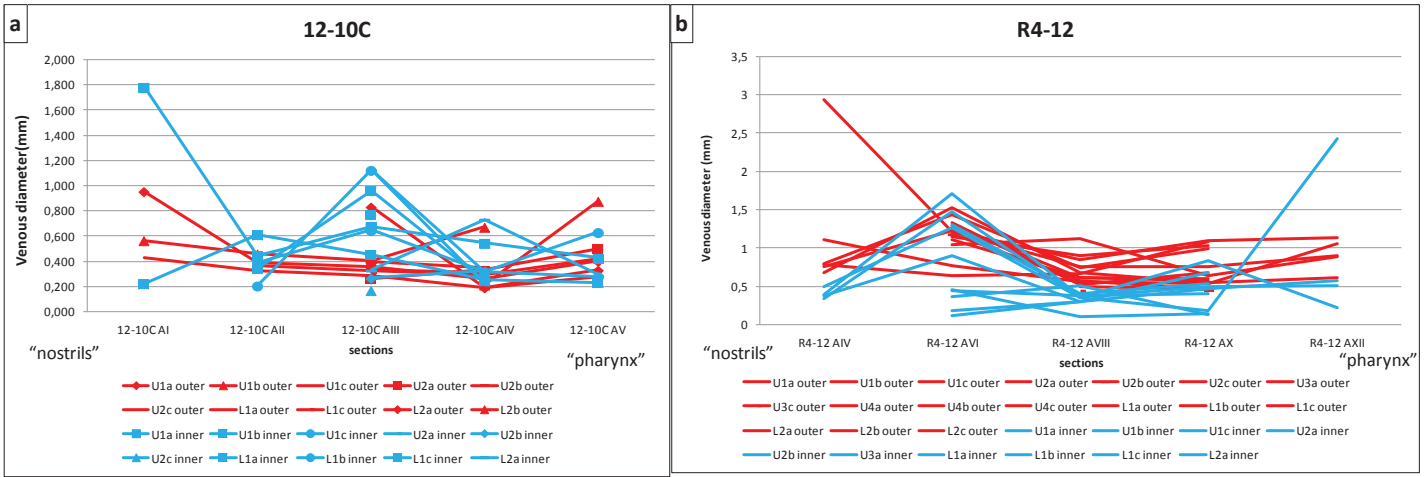 a
12-10C
Venous diameter(mm)
2,000
1,800
1,600
1,400
1,200
1,000
0,800
0,600
0,400
0,200
0,000
12-10C AI 12-10C AII 12-10C AIII 12-10C AIV 12-10C AV
"nostrils" sections "pharynx"
U1a outer U1b outer U1c outer U2a outer U2b outer
U2c outer L1a outer L1c outer L2a outer L2b outer
U1a inner U1b inner U1c inner U2a inner U2b inner
U2c inner L1a inner L1b inner L1c inner L2a inner
b
R4-12
Venous diameter (mm)
3,5
3
2,5
2
1,5
1
0,5
0
R4-12 AIV R4-12 AVI R4-12 AVIII R4-12 AX R4-12 AXII
"nostrils" sections "pharynx"
U1a outer U1b outer U1c outer U2a outer U2b outer U2c outer U3a outer
U3c outer U4a outer U4b outer U4c outer L1a outer L1b outer L1c outer
L2a outer L2b outer L2c outer U1a inner U1b inner U1c inner U2a inner
U2b inner U3a inner L1a inner L1b inner L1c inner L2a inner